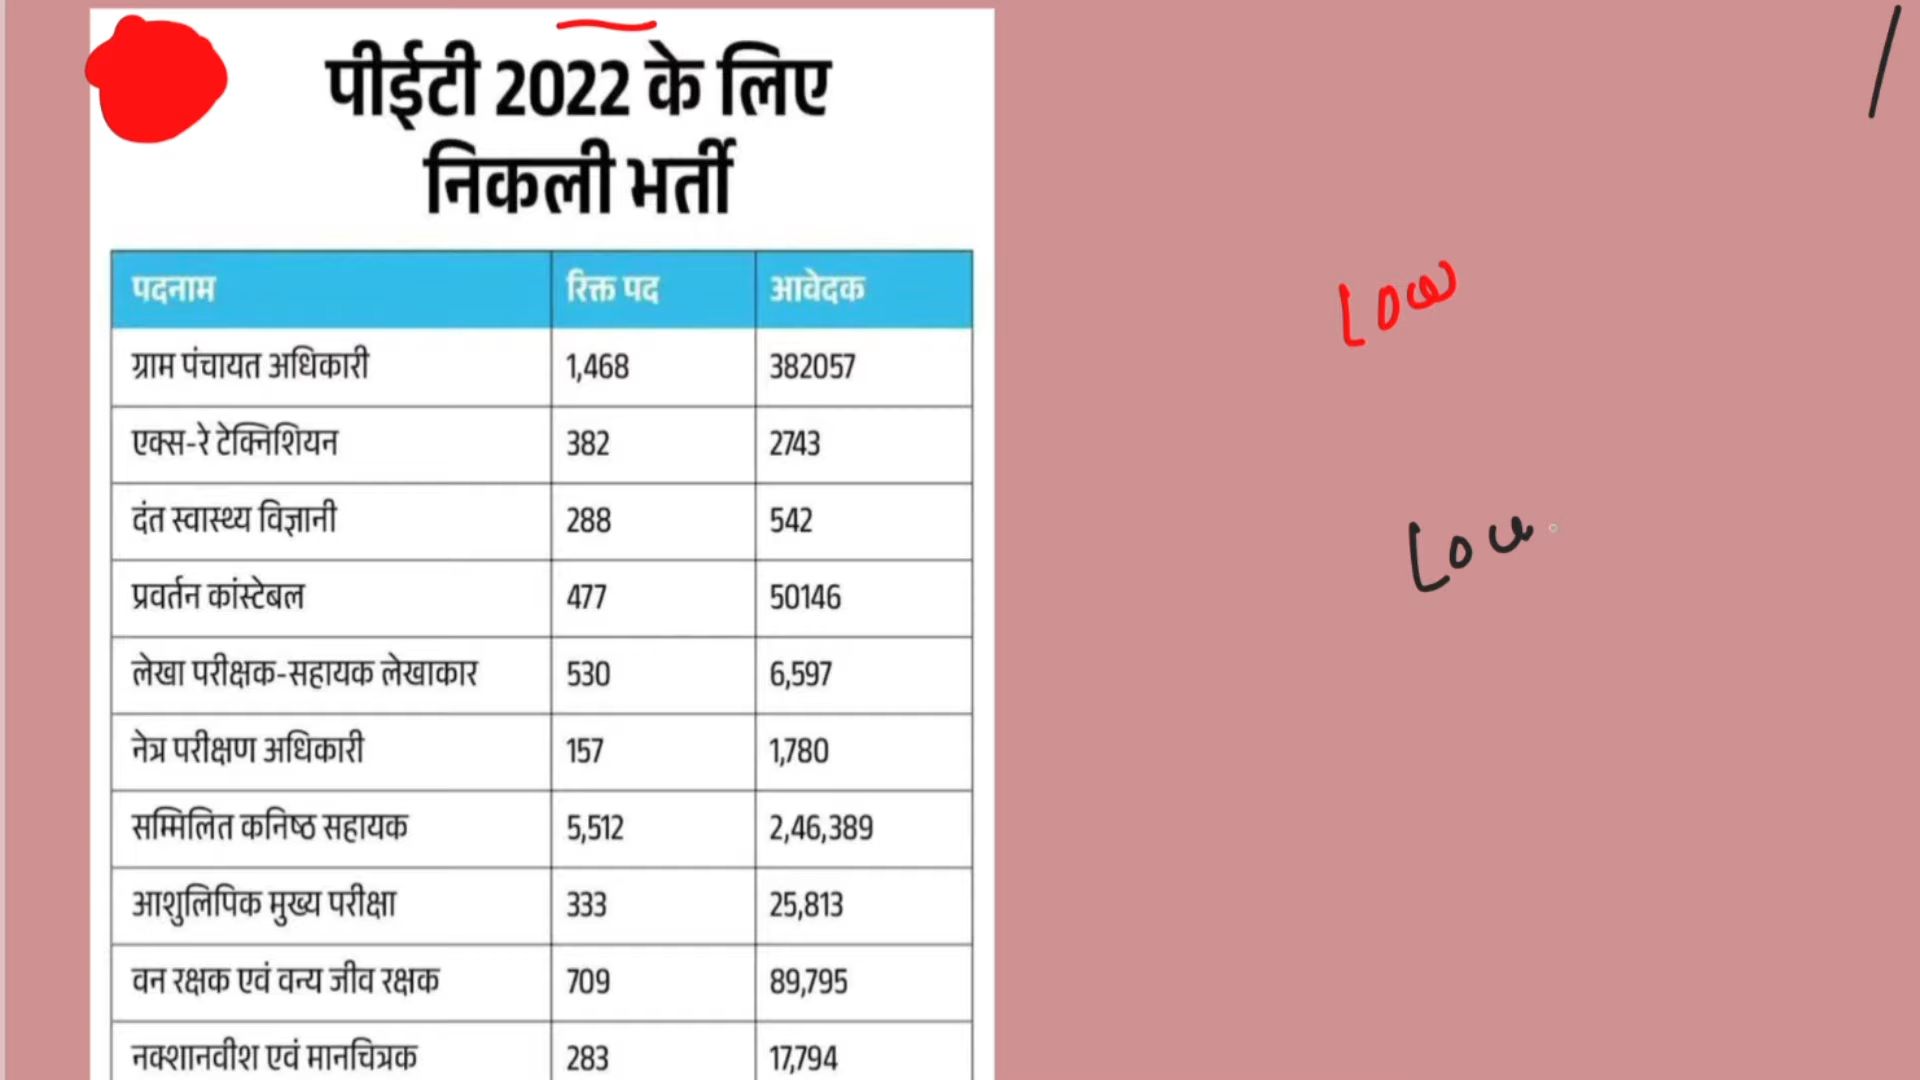 पीईटी 2022 के लिए
निकली भर्ती
पदनाम रिक्त पद आवेदक
ग्राम पंचायत अधिकारी 1,468 382057
एक्स-रे टेक्निशियन 382 2743
दंत स्वास्थ्य विज्ञानी 288 542
प्रवर्तन कांस्टेबल 477 50146
लेखा परीक्षक-सहायक लेखाकार 530 6,597
नेत्र परीक्षण अधिकारी 157 1,780
सम्मिलित कनिष्ठ सहायक 5,512 2,46,389
आशुलिपिक मुख्य परीक्षा 333 25,813
वन रक्षक एवं वन्य जीव रक्षक 709 89,795
नक्शानवीश एवं मानचित्रक 283 17,794
Low
Low